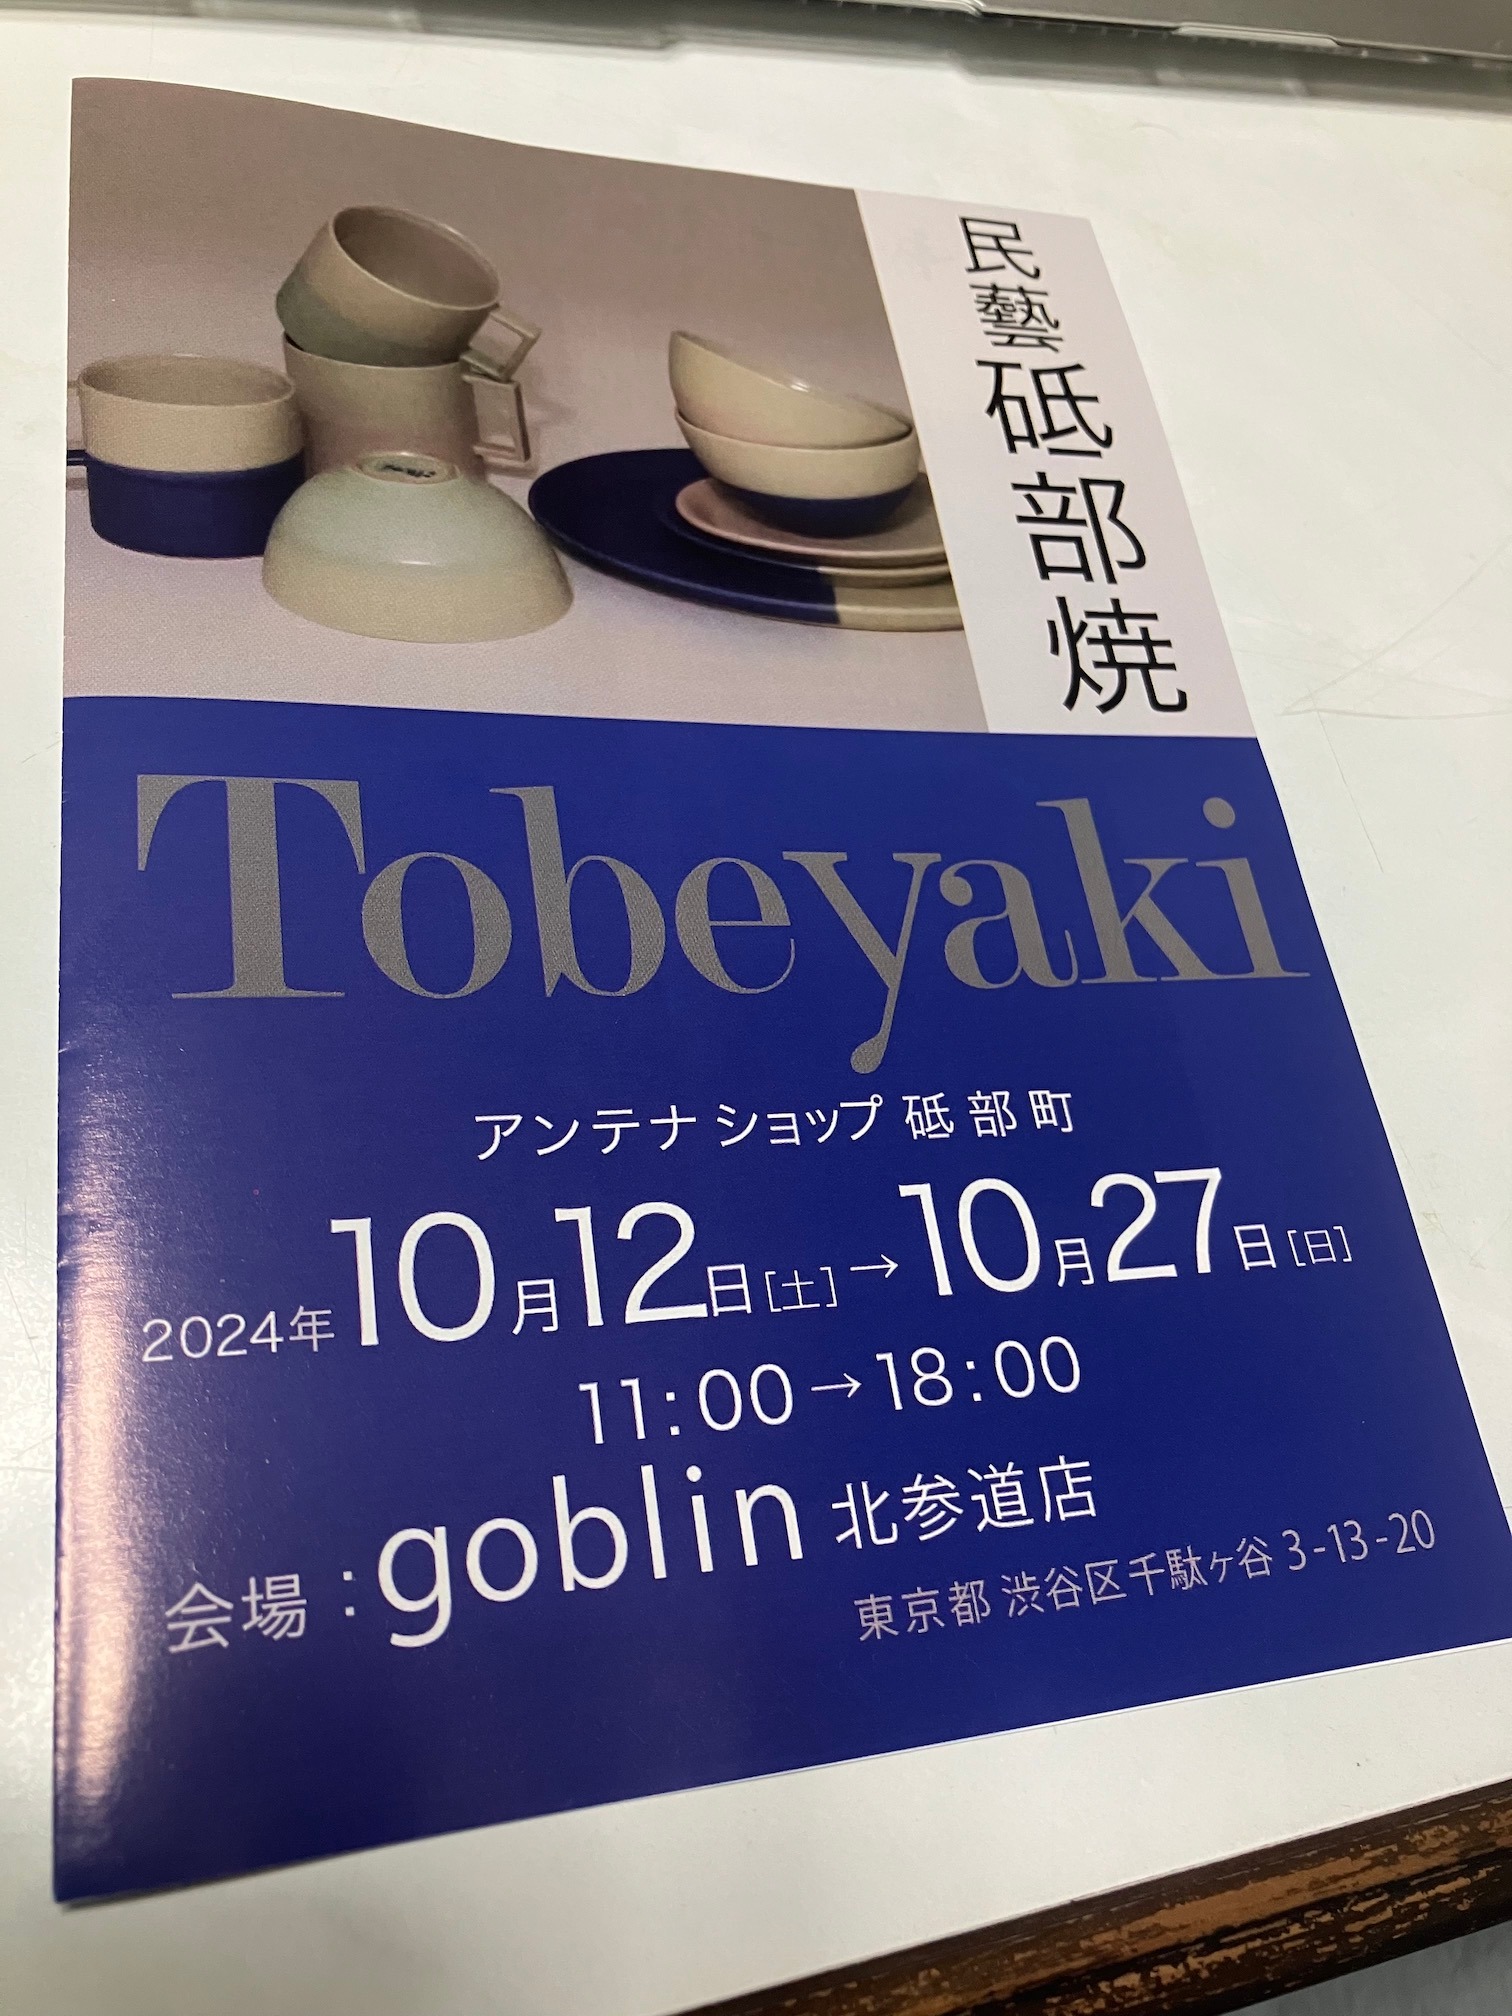 民藝 砥部焼
Tobeyaki
アンテナショップ 砥部町
2024年10月12日[土]→10月27日[日]
11:00→18:00
会場：goblin 北参道店
東京都 渋谷区千駄ヶ谷 3-13-20